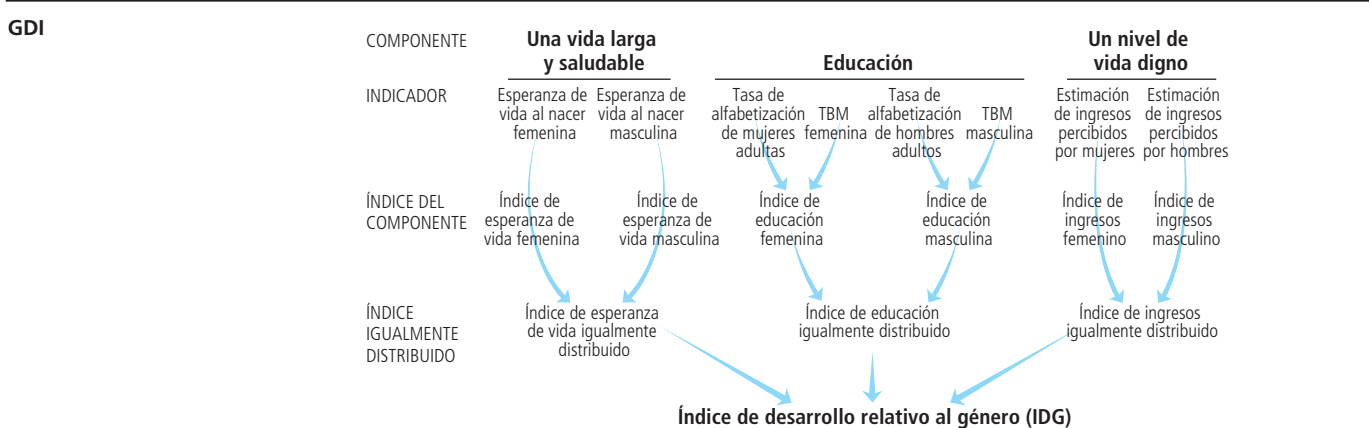 GDI
COMPONENTE
Una vida larga
y saludable
Educación
Un nivel de
vida digno
INDICADOR
Esperanza de
vida al nacer
femenina
Esperanza de
vida al nacer
masculina
Tasa de
alfabetización
de mujeres
adultas
TBM
femenina
Tasa de
alfabetización
de hombres
adultos
TBM
masculina
Estimación
de ingresos
percibidos
por mujeres
Estimación
de ingresos
percibidos
por hombres
ÍNDICE DEL
COMPONENTE
Índice de
esperanza de
vida femenina
Índice de
esperanza de
vida masculina
Índice de
educación
femenina
Índice de
educación
masculina
Índice de
ingresos
femenino
Índice de
ingresos
masculino
ÍNDICE
IGUALMENTE
DISTRIBUIDO
Índice de esperanza
de vida igualmente
distribuido
Índice de educación
igualmente distribuido
Índice de ingresos
igualmente distribuido
Índice de desarrollo relativo al género (IDG)